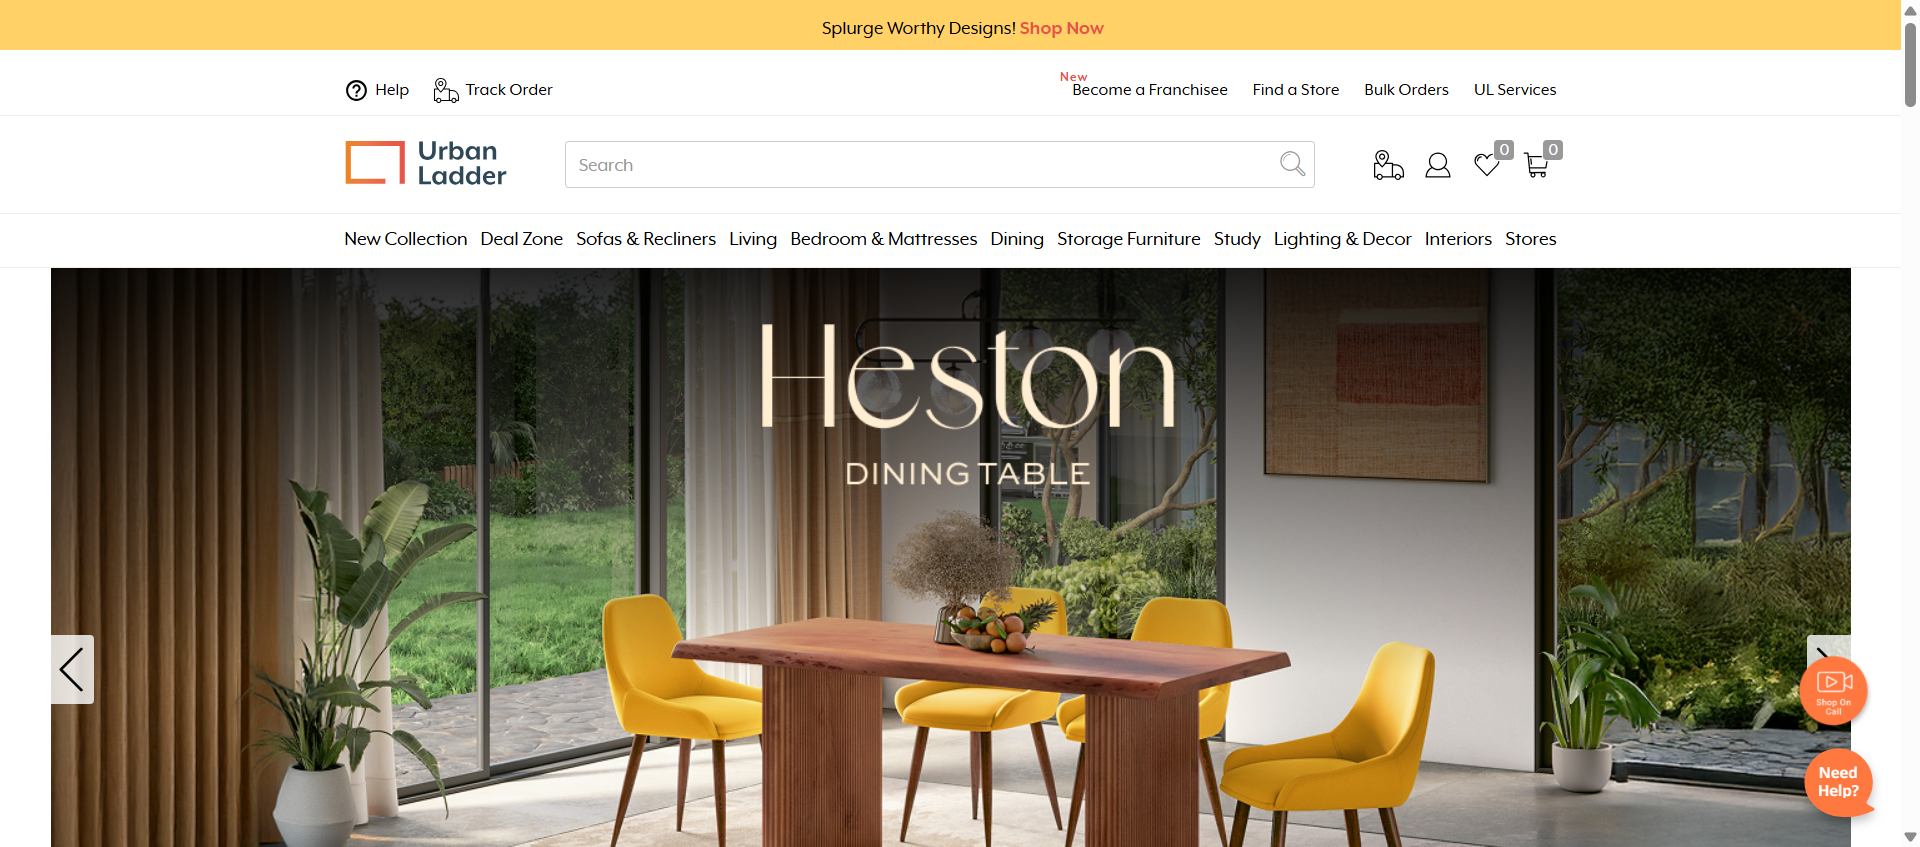 Splurge Worthy Designs! Shop Now
Help
Track Order
New
Become a Franchisee
Find a Store
Bulk Orders
UL Services
Urban
Ladder
Search
0
0
New Collection
Deal Zone
Sofas & Recliners
Living
Bedroom & Mattresses
Dining
Storage Furniture
Study
Lighting & Decor
Interiors
Stores
Heston
DINING TABLE
Shop On
Call
Need
Help?